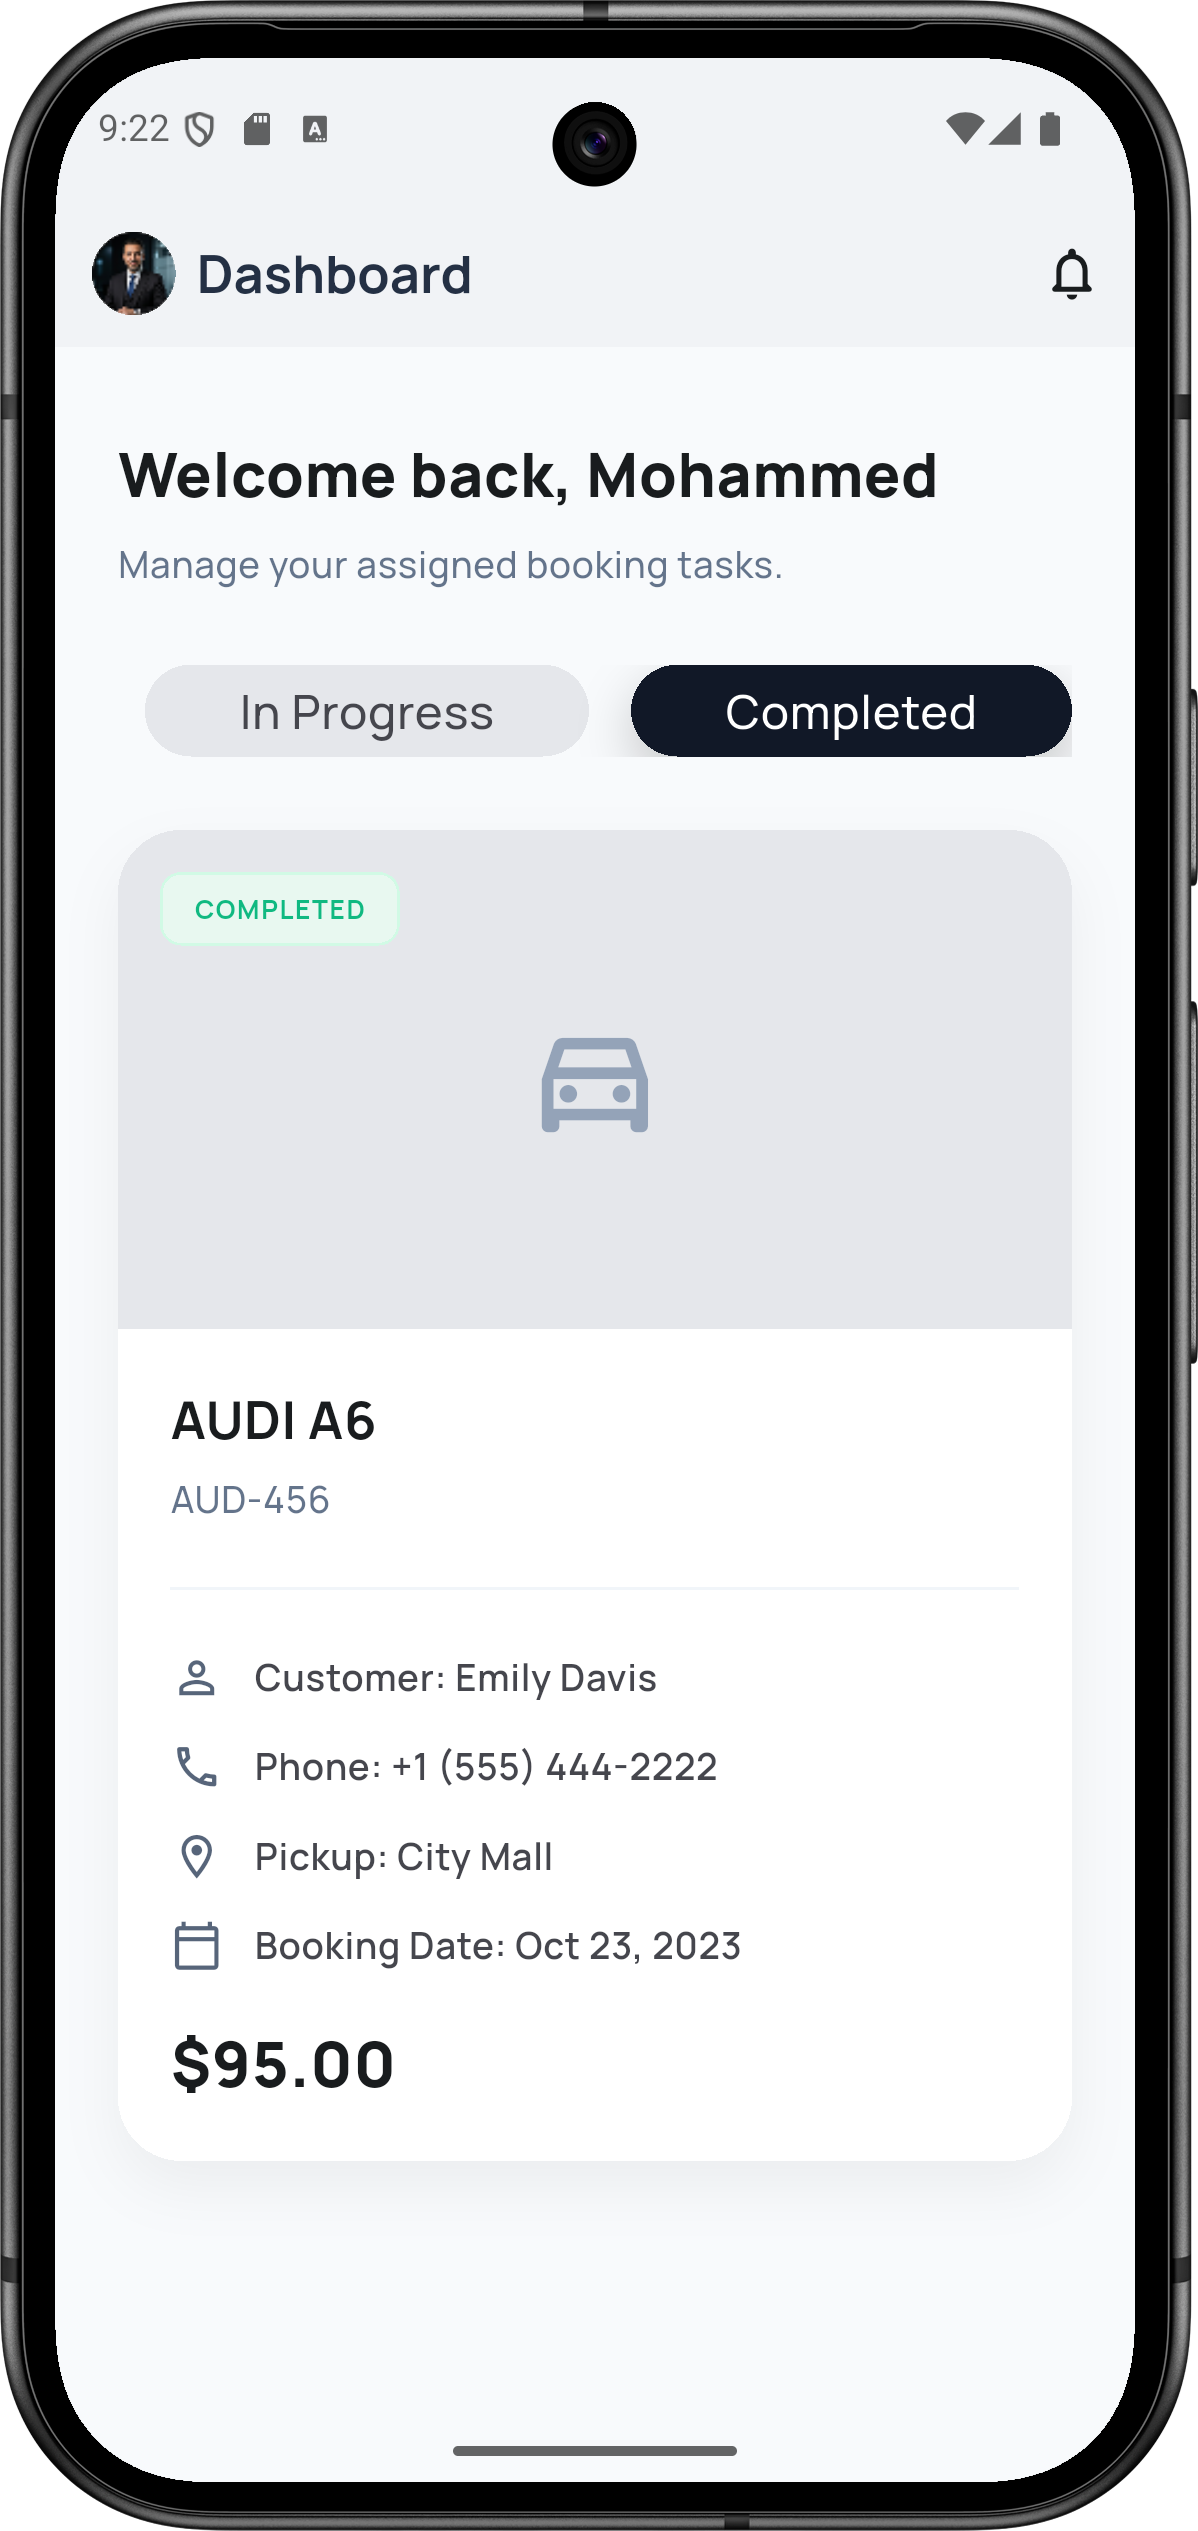 9:22
Dashboard
Welcome back, Mohammed
Manage your assigned booking tasks.
In Progress
Completed
COMPLETED
AUDI A6
AUD-456
Customer: Emily Davis
Phone: +1 (555) 444-2222
Pickup: City Mall
Booking Date: Oct 23, 2023
$95.00